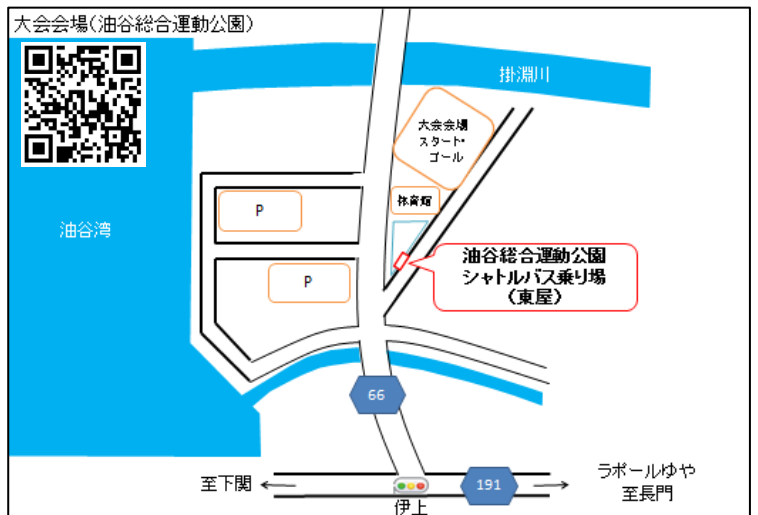 大会会場(油谷総合運動公園)
掛淵川
大会会場
スタート・
ゴール
体育館
P
油谷湾
油谷総合運動公園
シャトルバス乗り場
（東屋）
P
66
至下関
191
ラポールゆや
至長門
伊上